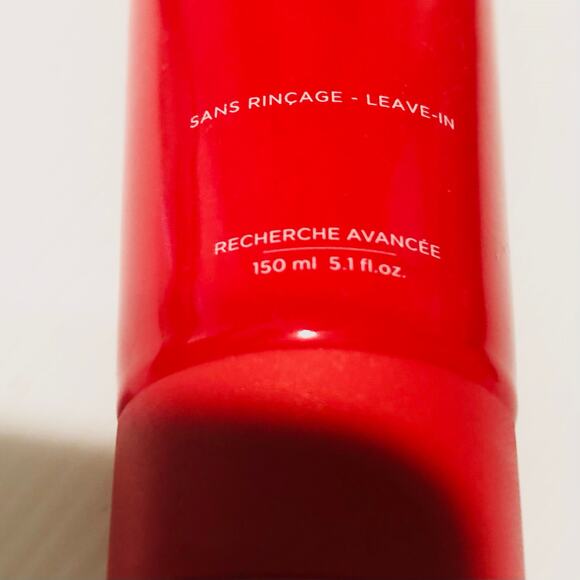 SANS RINÇAGE - LEAVE-IN
RECHERCHE AVANCÉE
150 ml 5.1 fl.oz.